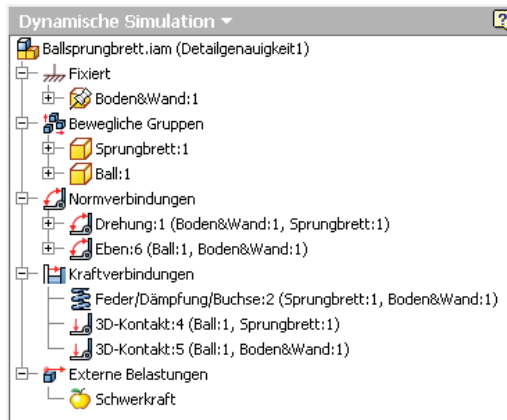 Dynamische Simulation
Ballsprungbrett.iam (Detailgenauigkeit1)
Fixiert
Boden&Wand:1
Bewegliche Gruppen
Sprungbrett:1
Ball:1
Normverbindungen
Drehung:1 (Boden&Wand:1, Sprungbrett:1)
Eben:6 (Ball:1, Boden&Wand:1)
Kraftverbindungen
Feder/Dämpfung/Buchse:2 (Sprungbrett:1, Boden&Wand:1)
3D-Kontakt:4 (Ball:1, Sprungbrett:1)
3D-Kontakt:5 (Ball:1, Boden&Wand:1)
Externe Belastungen
Schwerkraft